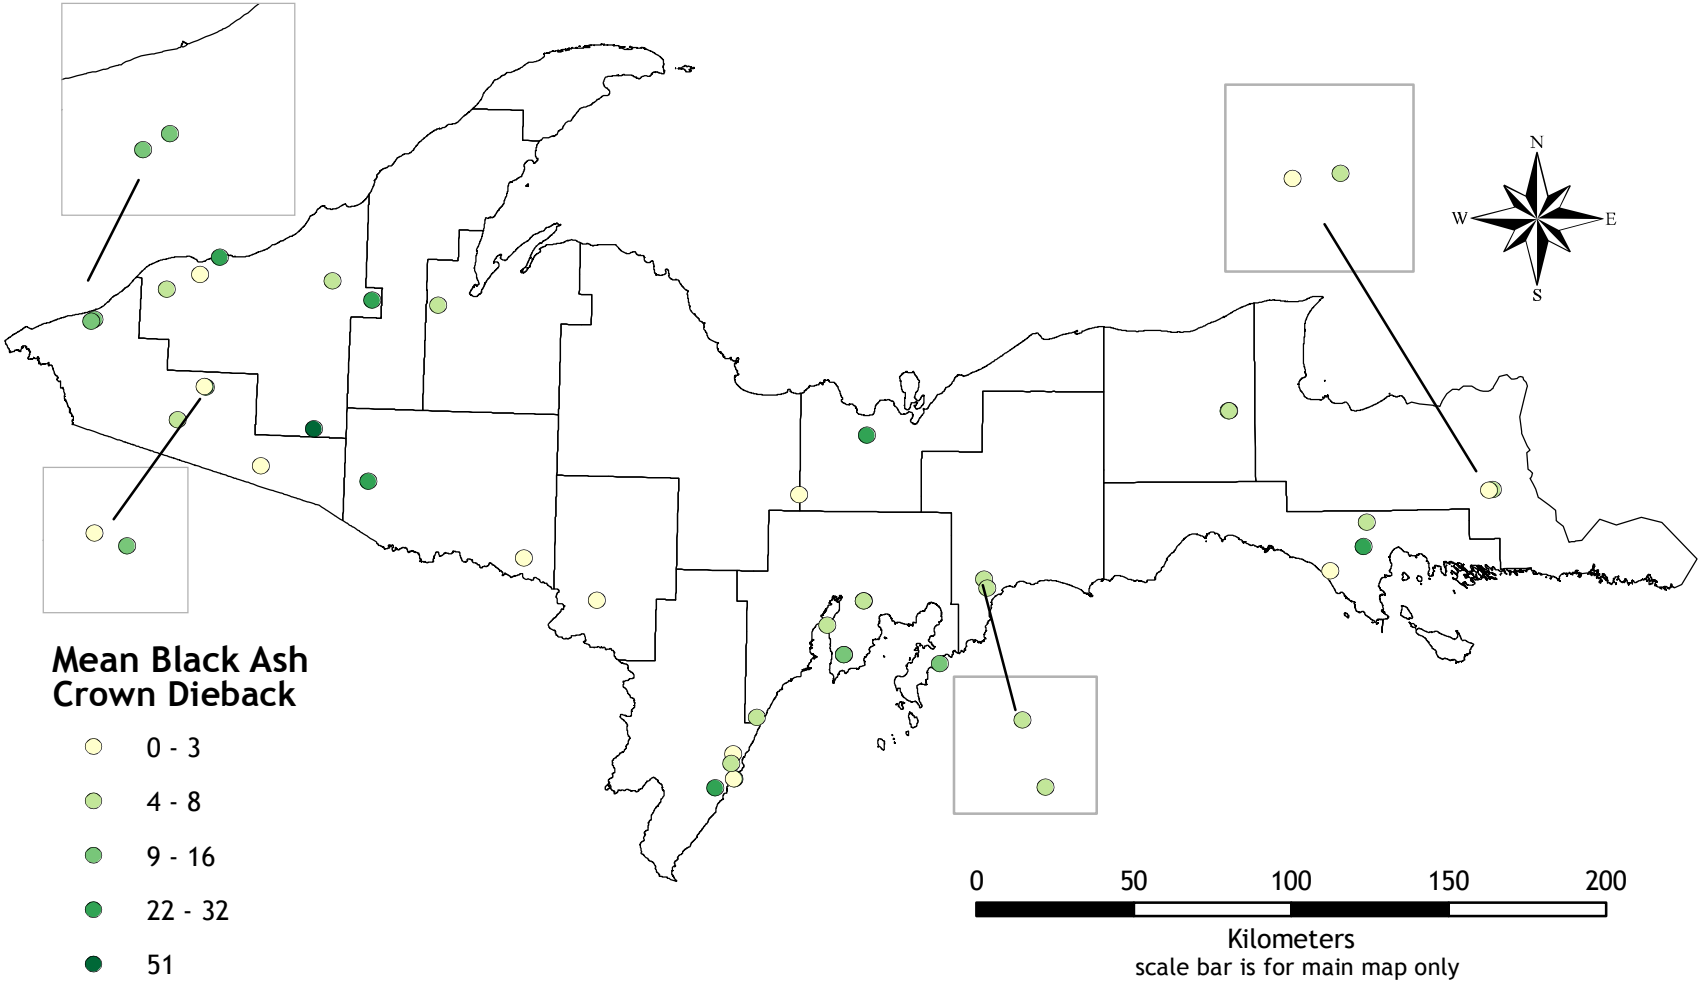 N
W E
S
Mean Black Ash
Crown Dieback
0 - 3
4 - 8
9 - 16
22 - 32
51
0 50 100 150 200
Kilometers
scale bar is for main map only